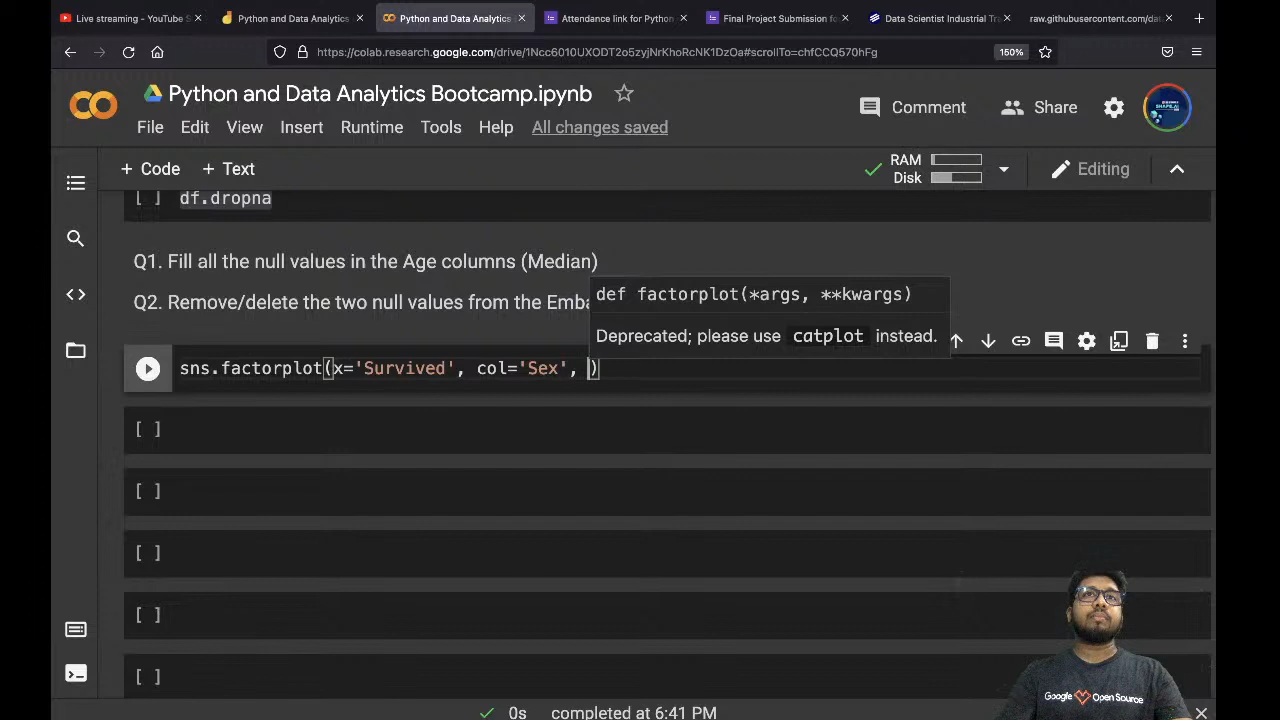 Live streaming - YouTube S
Python and Data Analytics
Python and Data Analytics
Attendance link for Python
Final Project Submission fo
Data Scientist Industrial Tr
raw.githubusercontent.com/da
https://colab.research.google.com/drive/1Ncc6010UXODT2o5zyjNrKhoRcNK1DzOa#scrollTo=chfCCQ570hFg
150%
Python and Data Analytics Bootcamp.ipynb
Comment
Share
File Edit View Insert Runtime Tools Help All changes saved
+ Code + Text
RAM
Disk
Editing
[ ] df.dropna
Q1. Fill all the null values in the Age columns (Median)
Q2. Remove/delete the two null values from the Emba
def factorplot(*args, **kwargs)
Deprecated; please use catplot instead.
sns.factorplot(x='Survived', col='Sex', )
[ ]
[ ]
[ ]
[ ]
[ ]
Google Open Source
0s completed at 6:41 PM